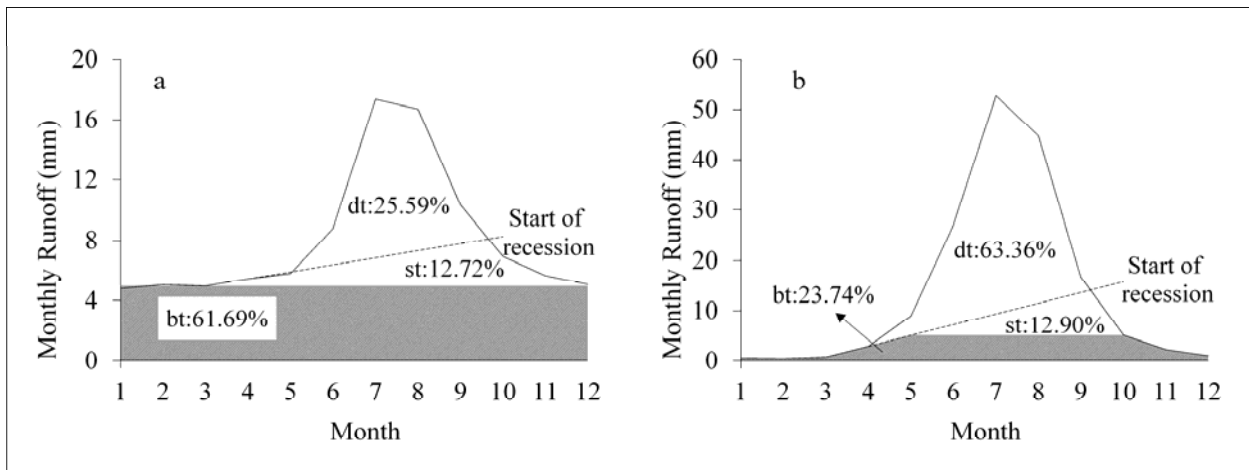 a
Monthly Runoff (mm)
20
16
12
8
4
0
dt:25.59%
Start of
recession
st:12.72%
bt:61.69%
1 2 3 4 5 6 7 8 9 10 11 12
Month
b
Monthly Runoff (mm)
60
50
40
30
20
10
0
dt:63.36%
Start of
recession
bt:23.74%
st:12.90%
1 2 3 4 5 6 7 8 9 10 11 12
Month